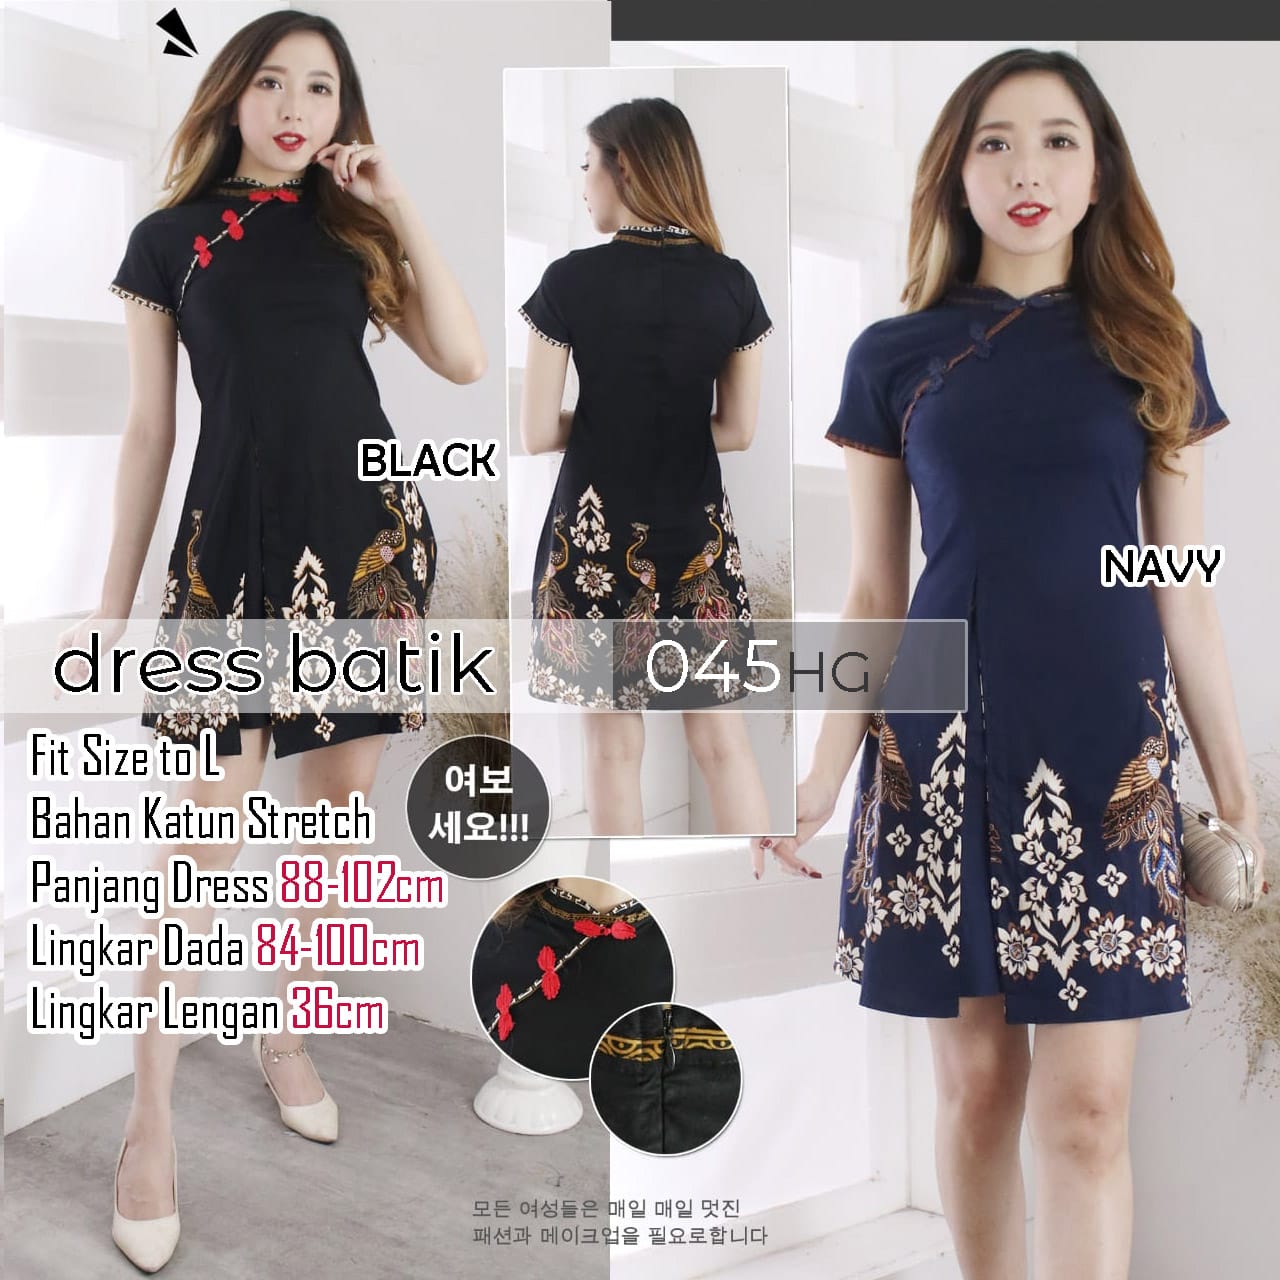 BLACK
NAVY
dress batik 045HG
Fit Size to L
Bahan Katun Stretch
Panjang Dress 88-102cm
Lingkar Dada 84-100cm
Lingkar Lengan 36cm
여보
세요!!!
모든 여성들은 매일 매일 멋진
패션과 메이크업을 필요로합니다